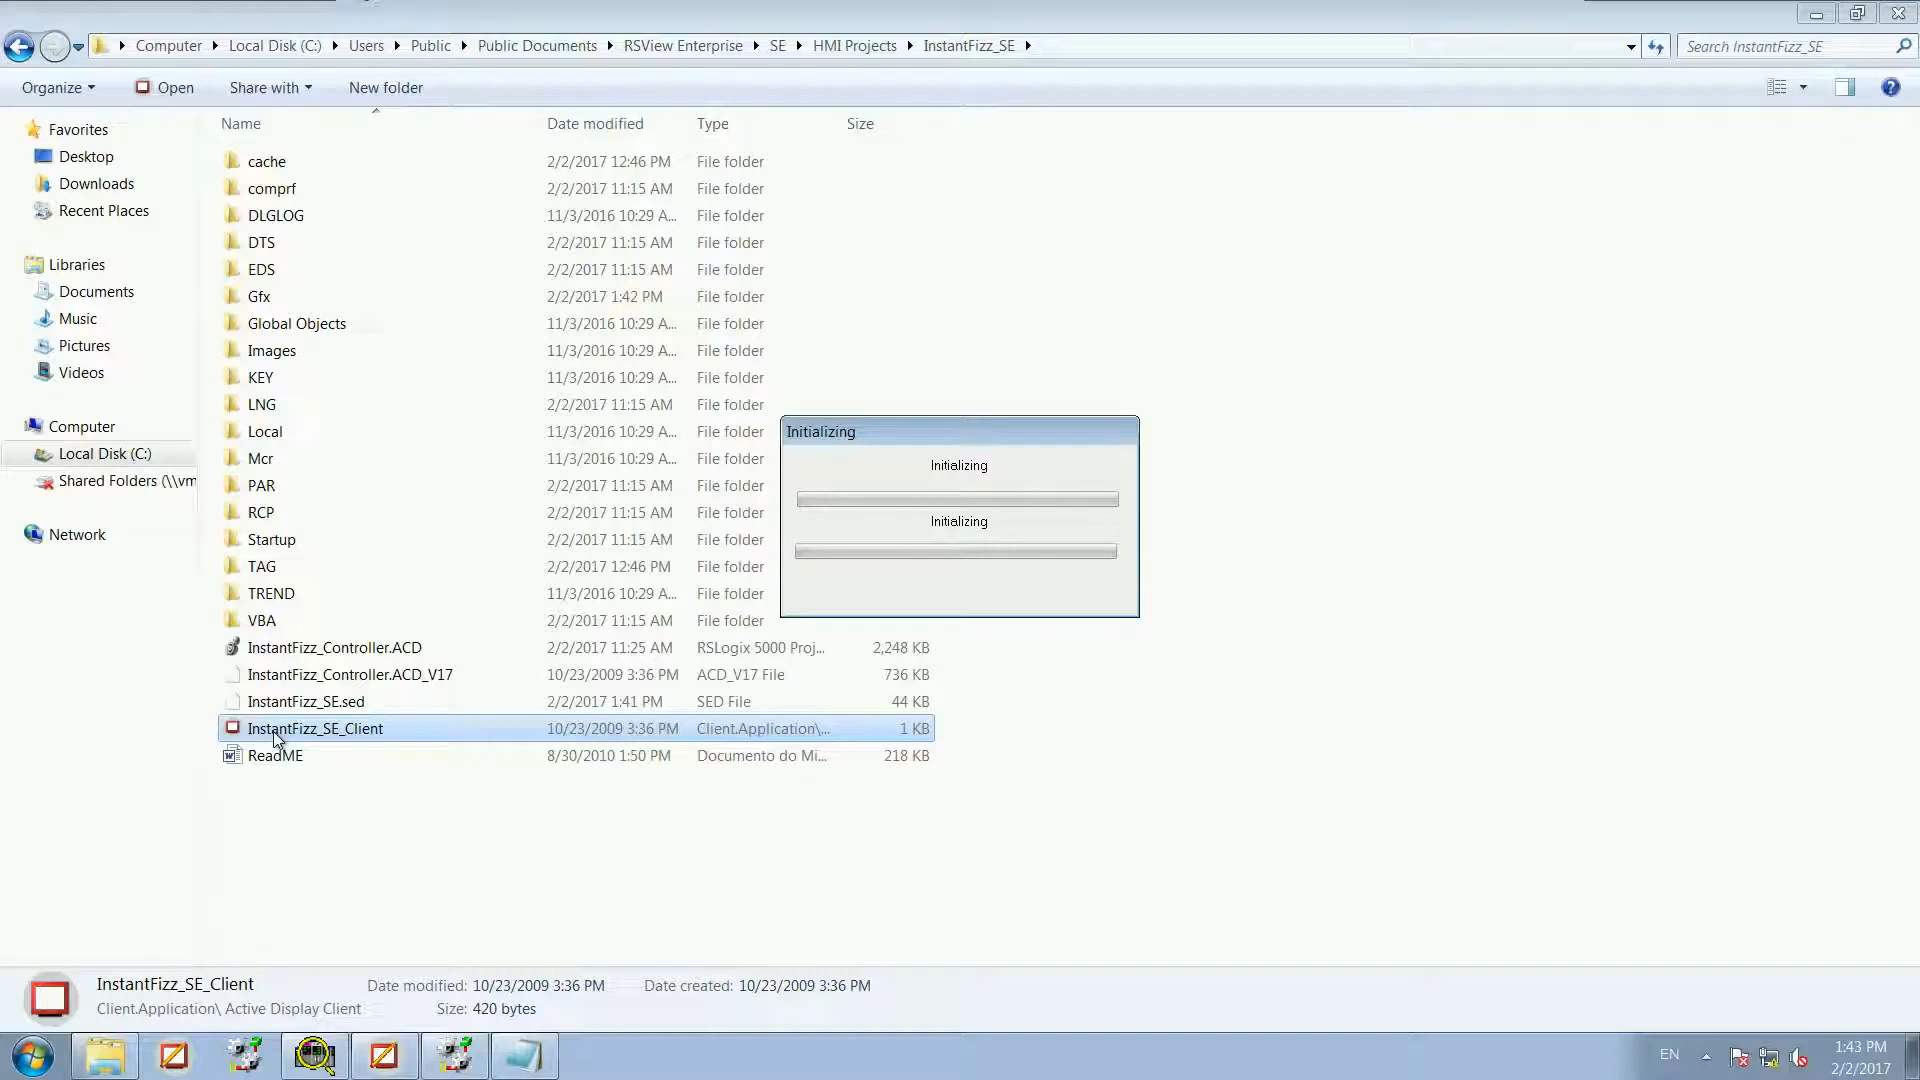 Computer Local Disk (C:) Users Public Public Documents RSView Enterprise SE HMI Projects InstantFizz_SE Search InstantFizz_SE
Organize Open Share with New folder
Name Date modified Type Size
Favorites
Desktop
Downloads
Recent Places
Libraries
Documents
Music
Pictures
Videos
Computer
Local Disk (C:)
Shared Folders (\\vm
Network
cache 2/2/2017 12:46 PM File folder
comprf 2/2/2017 11:15 AM File folder
DLGLOG 11/3/2016 10:29 A... File folder
DTS 2/2/2017 11:15 AM File folder
EDS 2/2/2017 11:15 AM File folder
Gfx 2/2/2017 1:42 PM File folder
Global Objects 11/3/2016 10:29 A... File folder
Images 11/3/2016 10:29 A... File folder
KEY 11/3/2016 10:29 A... File folder
LNG 2/2/2017 11:15 AM File folder
Local 11/3/2016 10:29 A... File folder
Mcr 11/3/2016 10:29 A... File folder
PAR 2/2/2017 11:15 AM File folder
RCP 2/2/2017 11:15 AM File folder
Startup 2/2/2017 11:15 AM File folder
TAG 2/2/2017 12:46 PM File folder
TREND 11/3/2016 10:29 A... File folder
VBA 2/2/2017 11:15 AM File folder
InstantFizz_Controller.ACD 2/2/2017 11:25 AM RSLogix 5000 Proj... 2,248 KB
InstantFizz_Controller.ACD_V17 10/23/2009 3:36 PM ACD_V17 File 736 KB
InstantFizz_SE.sed 2/2/2017 1:41 PM SED File 44 KB
InstantFizz_SE_Client 10/23/2009 3:36 PM Client.Application\... 1 KB
ReadME 8/30/2010 1:50 PM Documento do Mi... 218 KB
Initializing
Initializing
Initializing
InstantFizz_SE_Client Date modified: 10/23/2009 3:36 PM Date created: 10/23/2009 3:36 PM
Client.Application\ Active Display Client Size: 420 bytes
EN 1:43 PM
2/2/2017